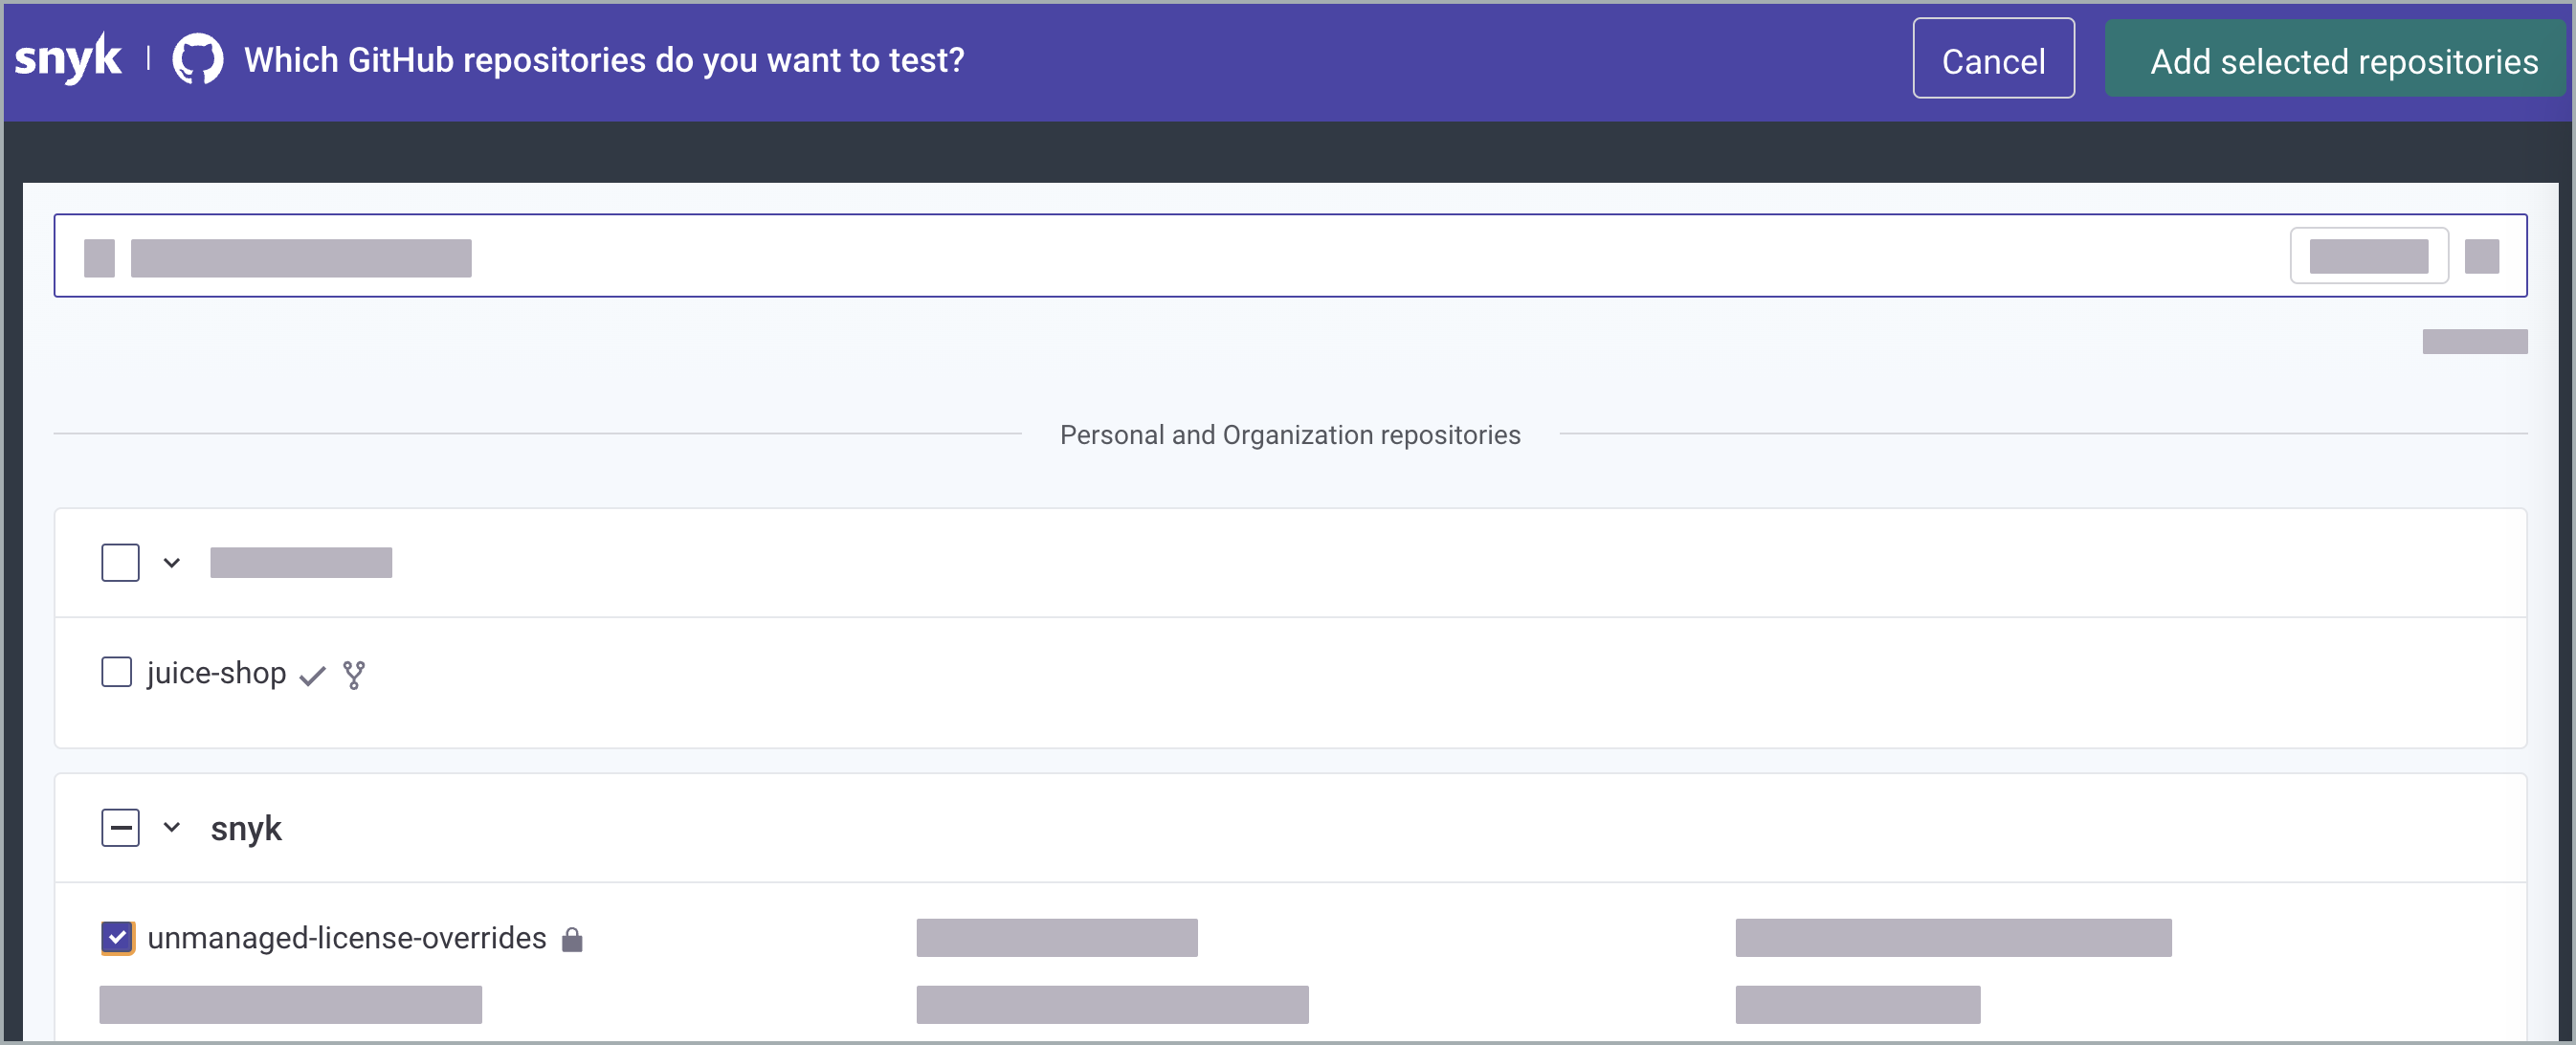 snyk | Which GitHub repositories do you want to test? Cancel Add selected repositories
Personal and Organization repositories
juice-shop
snyk
unmanaged-license-overrides